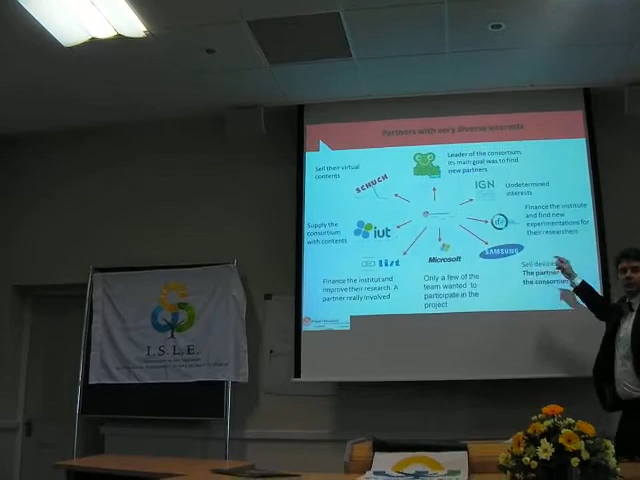 Partners with very diverse interests
Sell their virtual
contents
SCHUCH
Leader of the consortium,
its main goal was to find
new partners
IGN
Undetermined
interests
Supply the
consortium
with contents
iut
Finance the institute
and find new
experimentations for
their researchers
SAMSUNG
list
Microsoft
Sell devices
The partner
the consortium
Finance the institut and
improve their research. A
partner really involved
Only a few of the
team wanted to
participate in the
project
I.S.L.E.